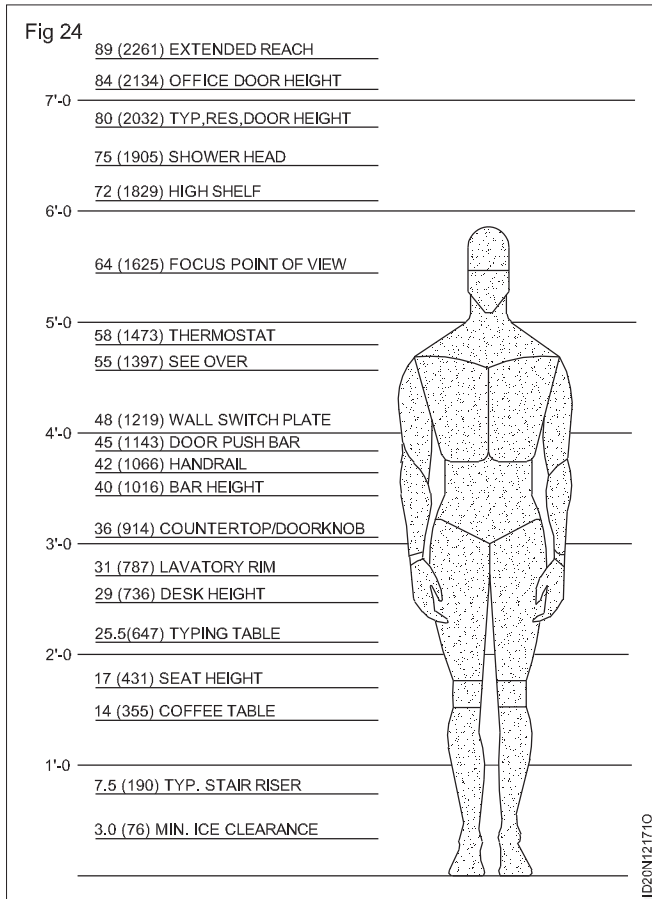 Fig 24
89 (2261) EXTENDED REACH
84 (2134) OFFICE DOOR HEIGHT
7'-0
80 (2032) TYP,RES,DOOR HEIGHT
75 (1905) SHOWER HEAD
72 (1829) HIGH SHELF
6'-0
64 (1625) FOCUS POINT OF VIEW
5'-0
58 (1473) THERMOSTAT
55 (1397) SEE OVER
48 (1219) WALL SWITCH PLATE
4'-0
45 (1143) DOOR PUSH BAR
42 (1066) HANDRAIL
40 (1016) BAR HEIGHT
36 (914) COUNTERTOP/DOORKNOB
3'-0
31 (787) LAVATORY RIM
29 (736) DESK HEIGHT
25.5(647) TYPING TABLE
2'-0
17 (431) SEAT HEIGHT
14 (355) COFFEE TABLE
1'-0
7.5 (190) TYP. STAIR RISER
3.0 (76) MIN. ICE CLEARANCE
ID20N12171O